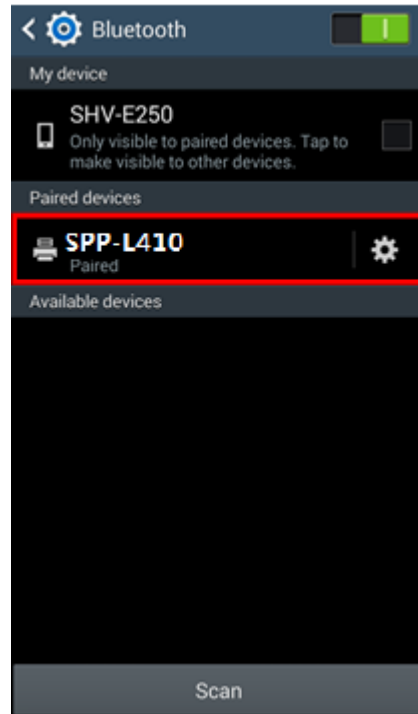 Bluetooth
My device
SHV-E250
Only visible to paired devices. Tap to
make visible to other devices.
Paired devices
SPP-L410
Paired
Available devices
Scan